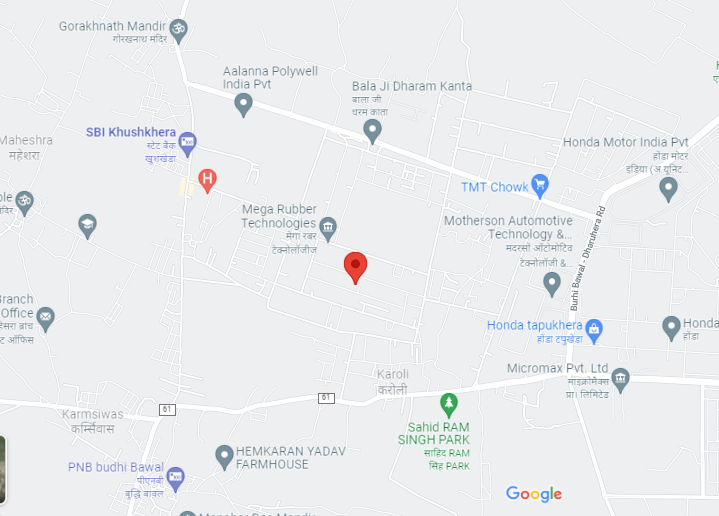 Gorakhnath Mandir
गोरखनाथ मंदिर
Aalanna Polywell
India Pvt
Bala Ji Dharam Kanta
बाला जी
धरम कांता
SBI Khushkhera
स्टेट बैंक
खुशखेडा
Maheshra
महेशरा
H
Honda Motor India Pvt
होंडा मोटर
इंडिया (अ यूनिट...
TMT Chowk
Mega Rubber
Technologies
मेगा रबर
टेक्नोलॉजीज
Motherson Automotive
Technology &...
मदरसों ऑटोमोटिव
टेक्नोलॉजी &...
Burhi Bawal - Dharuhera Rd
Branch
Office
ब्रांच
ऑफिस
Honda tapukhera
होंडा टपुखेड़ा
Honda
होंडा
Micromax Pvt. Ltd
माइक्रोमैक्स
प्रा। लिमिटेड
Karoli
करोली
61
61
Karmsiwas
कर्म्सिवास
Sahid RAM
SINGH PARK
साहिद RAM
सिंह PARK
HEMKARAN YADAV
FARMHOUSE
PNB budhi Bawal
पीएनबी
बुद्धि बावल
Google